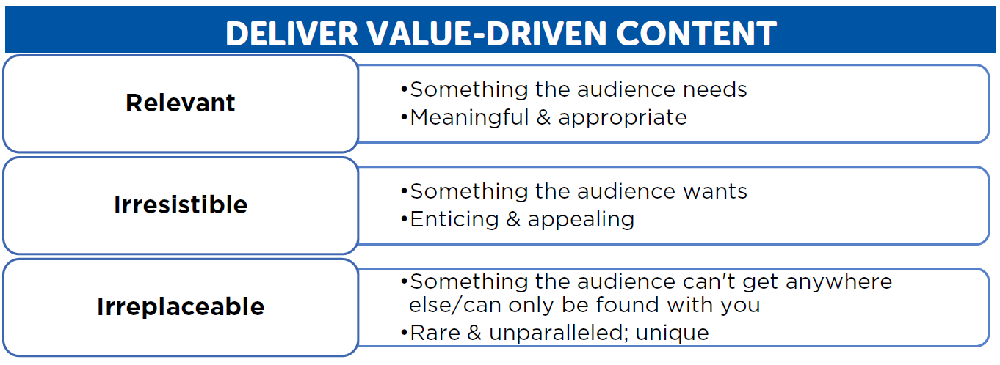 DELIVER VALUE-DRIVEN CONTENT
Relevant
•Something the audience needs
•Meaningful & appropriate
Irresistible
•Something the audience wants
•Enticing & appealing
Irreplaceable
•Something the audience can't get anywhere
else/can only be found with you
•Rare & unparalleled; unique